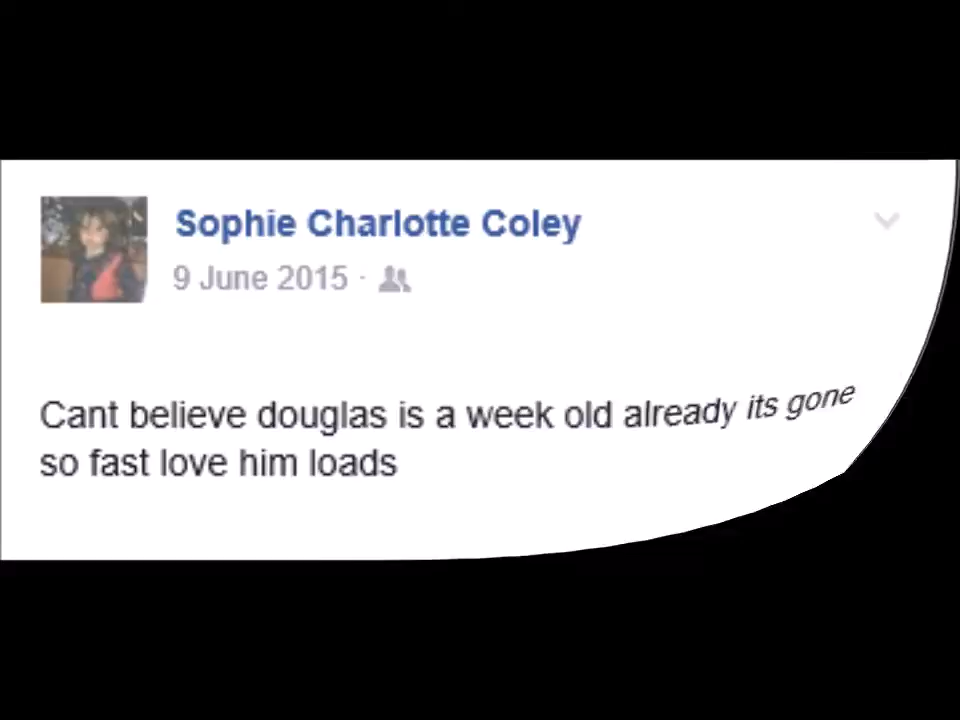 Sophie Charlotte Coley
9 June 2015 ·
Cant believe douglas is a week old already its gone
so fast love him loads